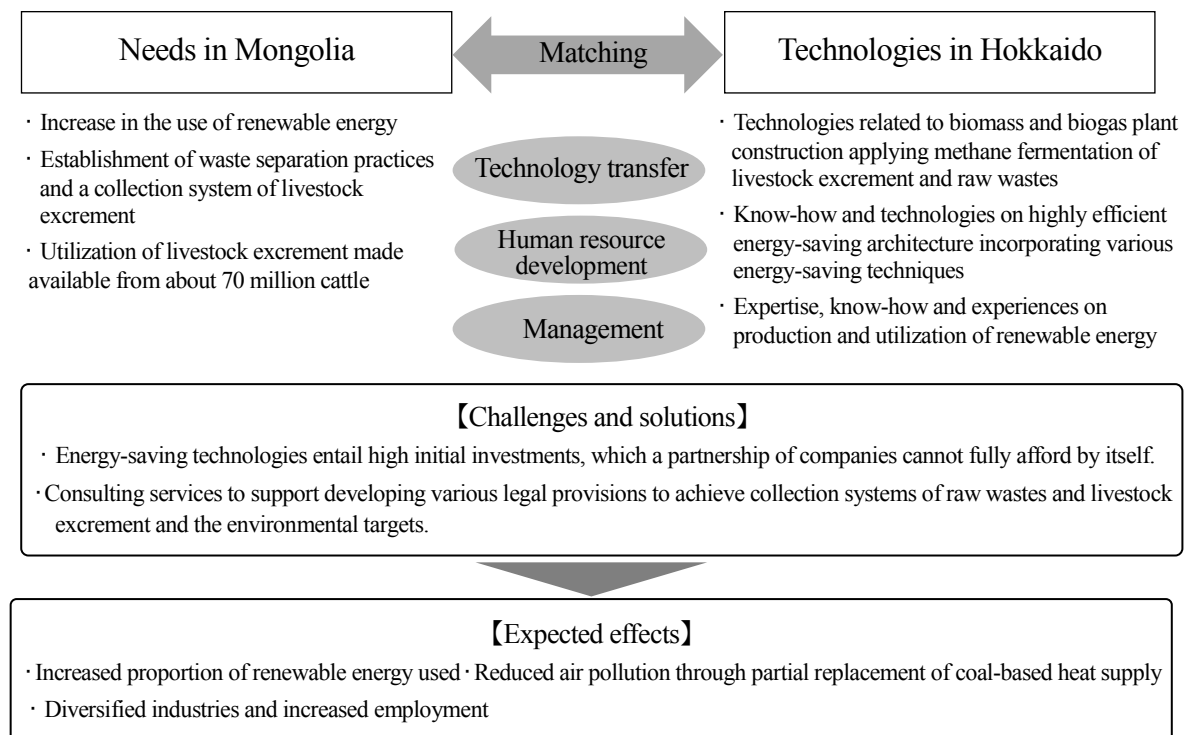 Needs in Mongolia
Matching
Technologies in Hokkaido
· Increase in the use of renewable energy
· Establishment of waste separation practices
and a collection system of livestock
excrement
· Utilization of livestock excrement made
available from about 70 million cattle
Technology transfer
Human resource
development
Management
· Technologies related to biomass and biogas plant
construction applying methane fermentation of
livestock excrement and raw wastes
· Know-how and technologies on highly efficient
energy-saving architecture incorporating various
energy-saving techniques
· Expertise, know-how and experiences on
production and utilization of renewable energy
【Challenges and solutions】
· Energy-saving technologies entail high initial investments, which a partnership of companies cannot fully afford by itself.
· Consulting services to support developing various legal provisions to achieve collection systems of raw wastes and livestock
excrement and the environmental targets.
【Expected effects】
· Increased proportion of renewable energy used · Reduced air pollution through partial replacement of coal-based heat supply
· Diversified industries and increased employment